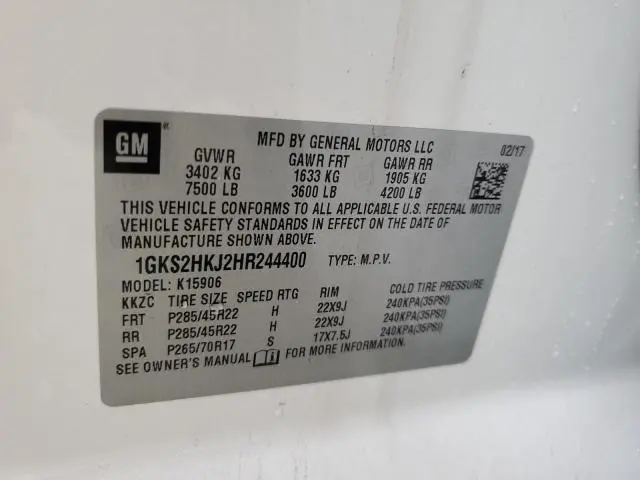 GM
MFD BY GENERAL MOTORS LLC 02/17
GVWR GAWR FRT GAWR RR
3402 KG 1633 KG 1905 KG
7500 LB 3600 LB 4200 LB
THIS VEHICLE CONFORMS TO ALL APPLICABLE U.S. FEDERAL MOTOR
VEHICLE SAFETY STANDARDS IN EFFECT ON THE DATE OF
MANUFACTURE SHOWN ABOVE.
1GKS2HKJ2HR244400 TYPE: M.P.V.
MODEL: K15906
KKZC TIRE SIZE SPEED RTG RIM COLD TIRE PRESSURE
FRT P285/45R22 H 22X9J 240KPA(35PSI)
RR P285/45R22 H 22X9J 240KPA(35PSI)
SPA P265/70R17 S 17X7.5J 240KPA(35PSI)
SEE OWNER'S MANUAL FOR MORE INFORMATION.